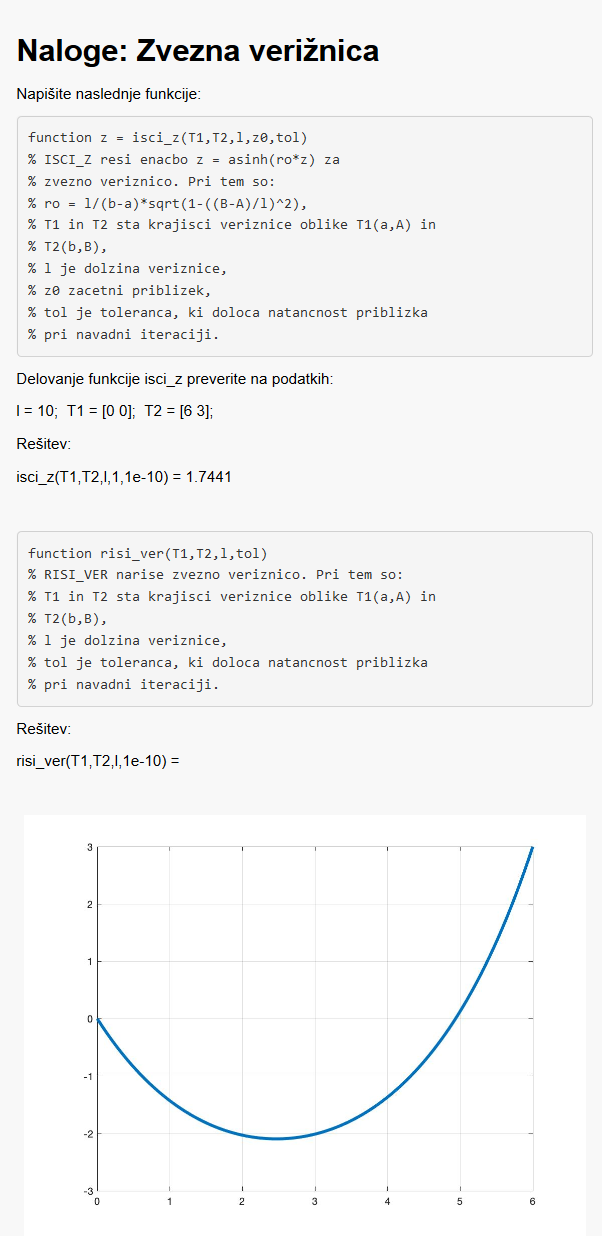 Naloge: Zvezna verižnica
Napišite naslednje funkcije:
function z = isci_z(T1,T2,l,z0,tol)
% ISCI_Z resi enacbo z = asinh(ro*z) za
% zvezno veriznico. Pri tem so:
% ro = l/(b-a)*sqrt(1-((B-A)/l)^2),
% T1 in T2 sta krajisci veriznice oblike T1(a,A) in
% T2(b,B),
% l je dolzina veriznice,
% z0 zacetni priblizek,
% tol je toleranca, ki doloca natancnost priblizka
% pri navadni iteraciji.
Delovanje funkcije isci_z preverite na podatkih:
l = 10;  T1 = [0 0];  T2 = [6 3];
Rešitev:
isci_z(T1,T2,l,1,1e-10) = 1.7441
function risi_ver(T1,T2,l,tol)
% RISI_VER narise zvezno veriznico. Pri tem so:
% T1 in T2 sta krajisci veriznice oblike T1(a,A) in
% T2(b,B),
% l je dolzina veriznice,
% tol je toleranca, ki doloca natancnost priblizka
% pri navadni iteraciji.
Rešitev:
risi_ver(T1,T2,l,1e-10) =
3
2
1
0
-1
-2
-3
0 1 2 3 4 5 6